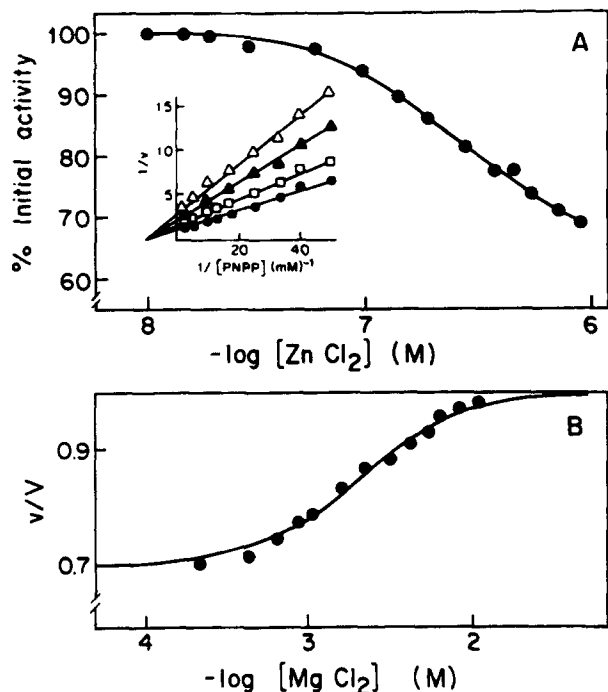 A
% Initial activity
100
90
80
70
60
1/v
15
10
5
20
40
1/[PNPP] (mM)⁻¹
8
7
6
-log [Zn Cl₂] (M)
B
v/V
0.9
0.7
4
3
2
-log [Mg Cl₂] (M)